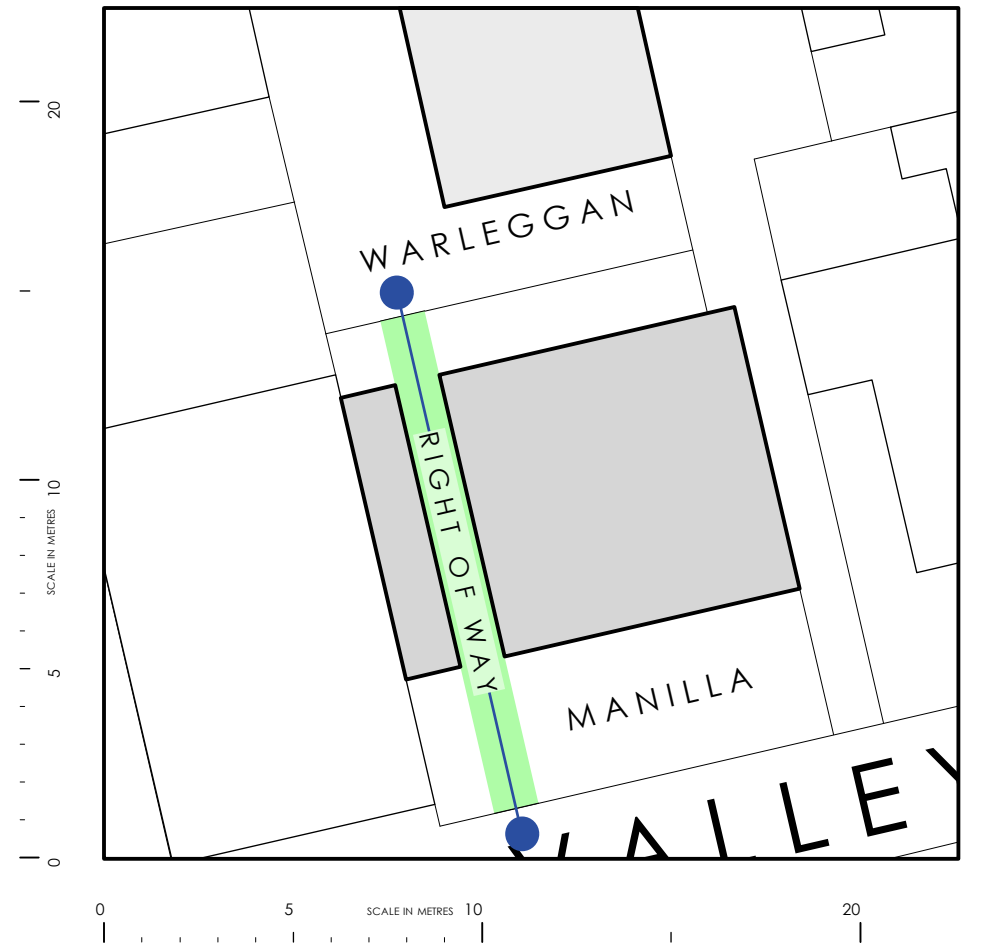 20
WARLEGGAN
10
SCALE IN METRES
RIGHT OF WAY
5
MANILLA
VALLEY
0
0 5 SCALE IN METRES 10 20